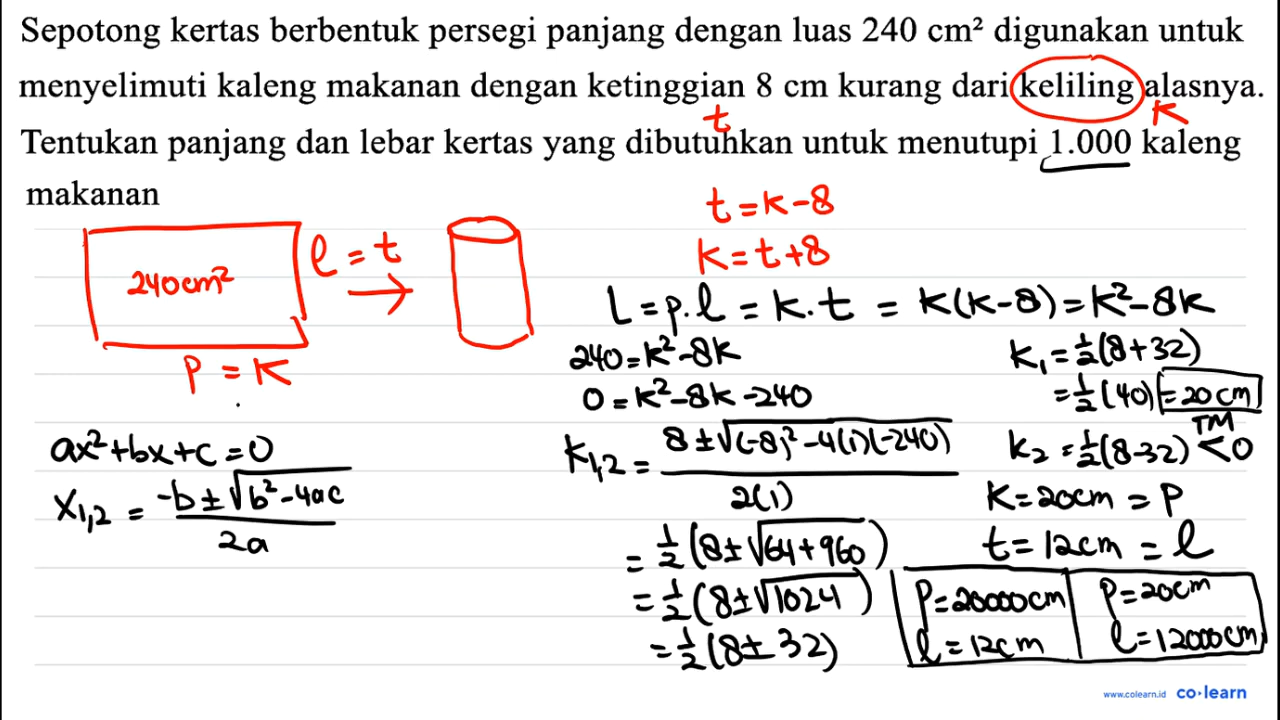 Sepotong kertas berbentuk persegi panjang dengan luas 240 cm² digunakan untuk
menyelimuti kaleng makanan dengan ketinggian 8 cm kurang dari keliling alasnya.
t
K
Tentukan panjang dan lebar kertas yang dibutuhkan untuk menutupi 1.000 kaleng
makanan
240cm²
l = t
P = K
t = K-8
K = t+8
L = p.l = K.t = K(K-8) = K²-8K
240 = K²-8K
0 = K²-8K-240
ax²+bx+c=0
x1,2 = -b±√b²-4ac
2a
K1,2 = 8±√(-8)²-4(1)(-240)
2(1)
= ½(8±√64+960)
= ½(8±√1024)
= ½(8±32)
K1 = ½(8+32)
= ½(40) = 20cm
K2 = ½(8-32) < 0
TM
K = 20cm = P
t = 12cm = l
P = 20000cm
l = 12cm
P = 20cm
l = 12000cm
www.colearn.id co·learn